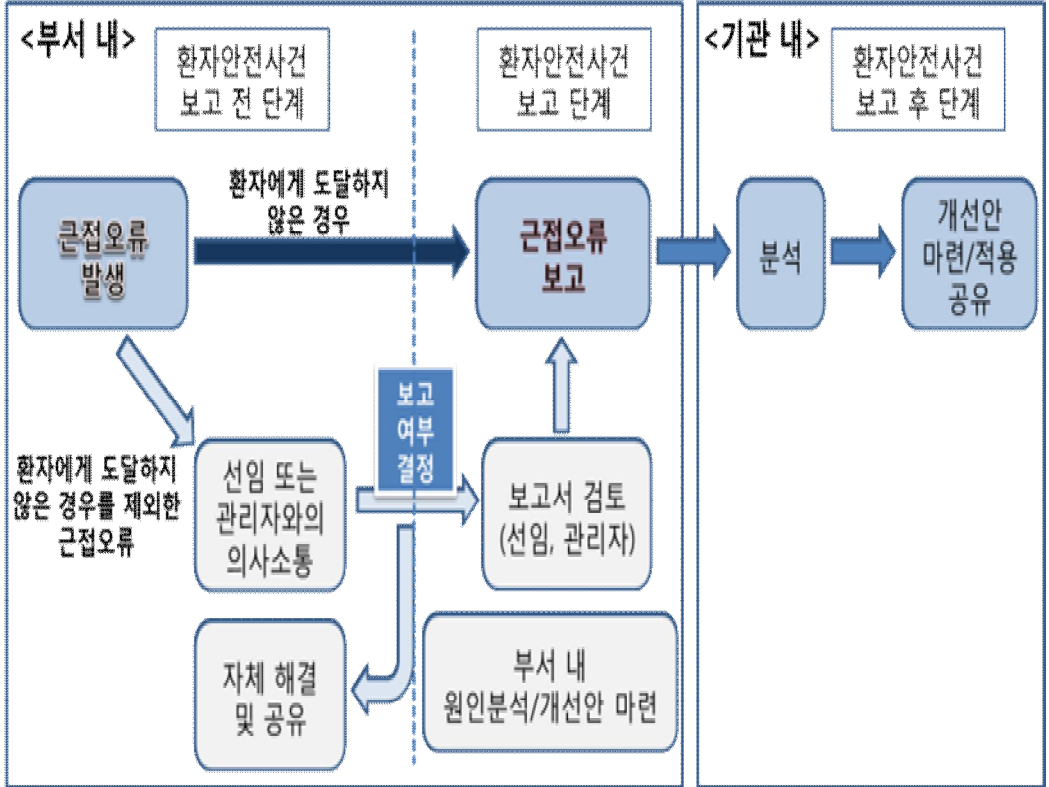 <부서 내>
환자안전사건
보고 전 단계
환자안전사건
보고 단계
<기관 내>
환자안전사건
보고 후 단계
근접오류
발생
환자에게 도달하지
않은 경우
근접오류
보고
분석
개선안
마련/적용
공유
보고
여부
결정
환자에게 도달하지
않은 경우를 제외한
근접오류
선임 또는
관리자와의
의사소통
보고서 검토
(선임, 관리자)
자체 해결
및 공유
부서 내
원인분석/개선안 마련